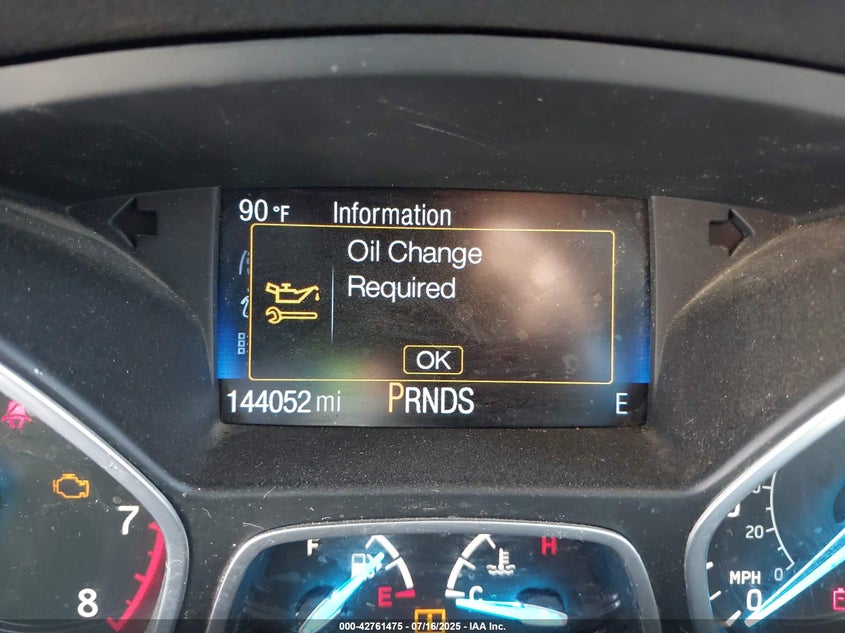 90 °F Information
Oil Change
Required
OK
144052 mi PRNDS E
7
8
F
E
H
C
20
0
MPH
0
000-42761475 - 07/16/2025 - IAA Inc.